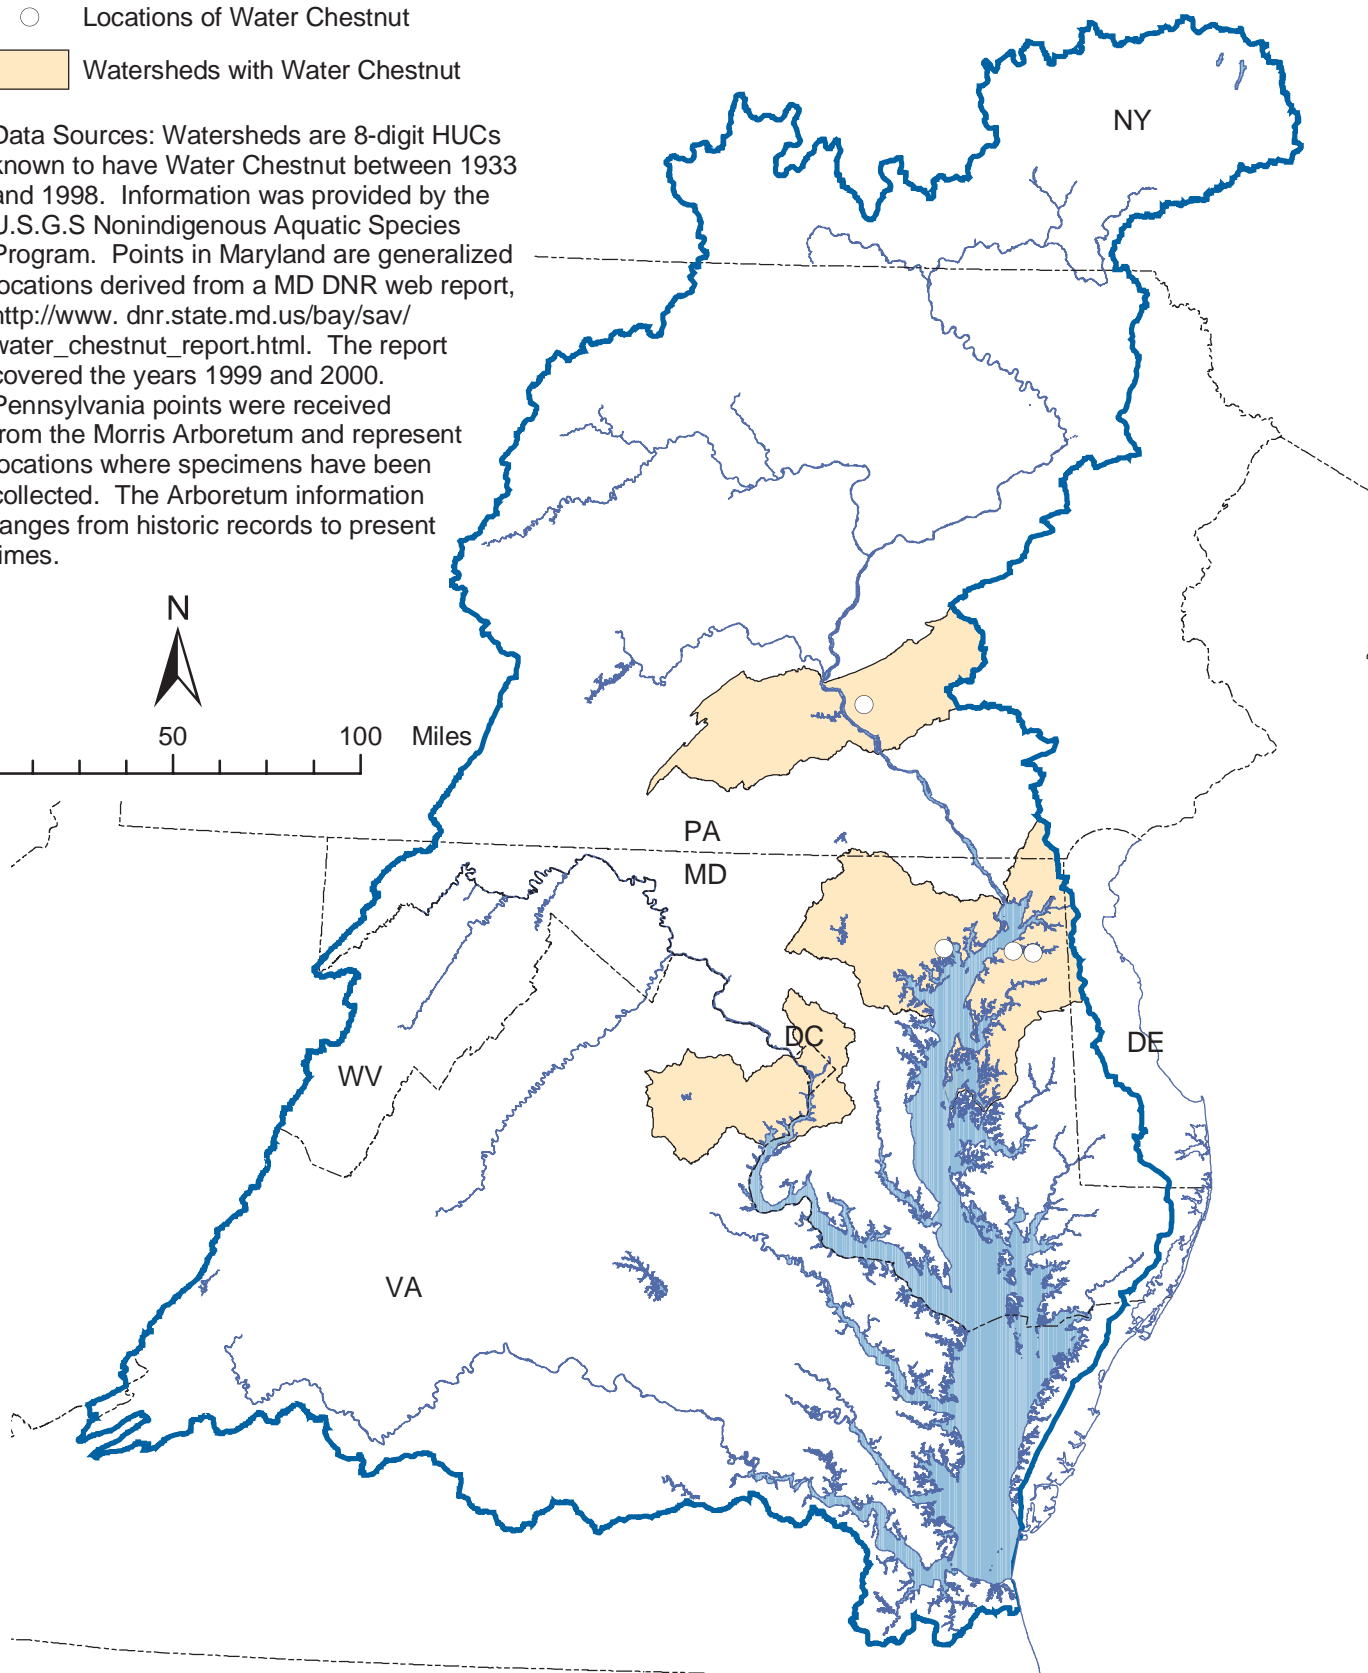 Locations of Water Chestnut
Watersheds with Water Chestnut
Data Sources: Watersheds are 8-digit HUCs
known to have Water Chestnut between 1933
and 1998. Information was provided by the
U.S.G.S Nonindigenous Aquatic Species
Program. Points in Maryland are generalized
locations derived from a MD DNR web report,
http://www. dnr.state.md.us/bay/sav/
water_chestnut_report.html. The report
covered the years 1999 and 2000.
Pennsylvania points were received
from the Morris Arboretum and represent
locations where specimens have been
collected. The Arboretum information
ranges from historic records to present
times.
N
50 100 Miles
NY
PA
MD
DC
DE
WV
VA